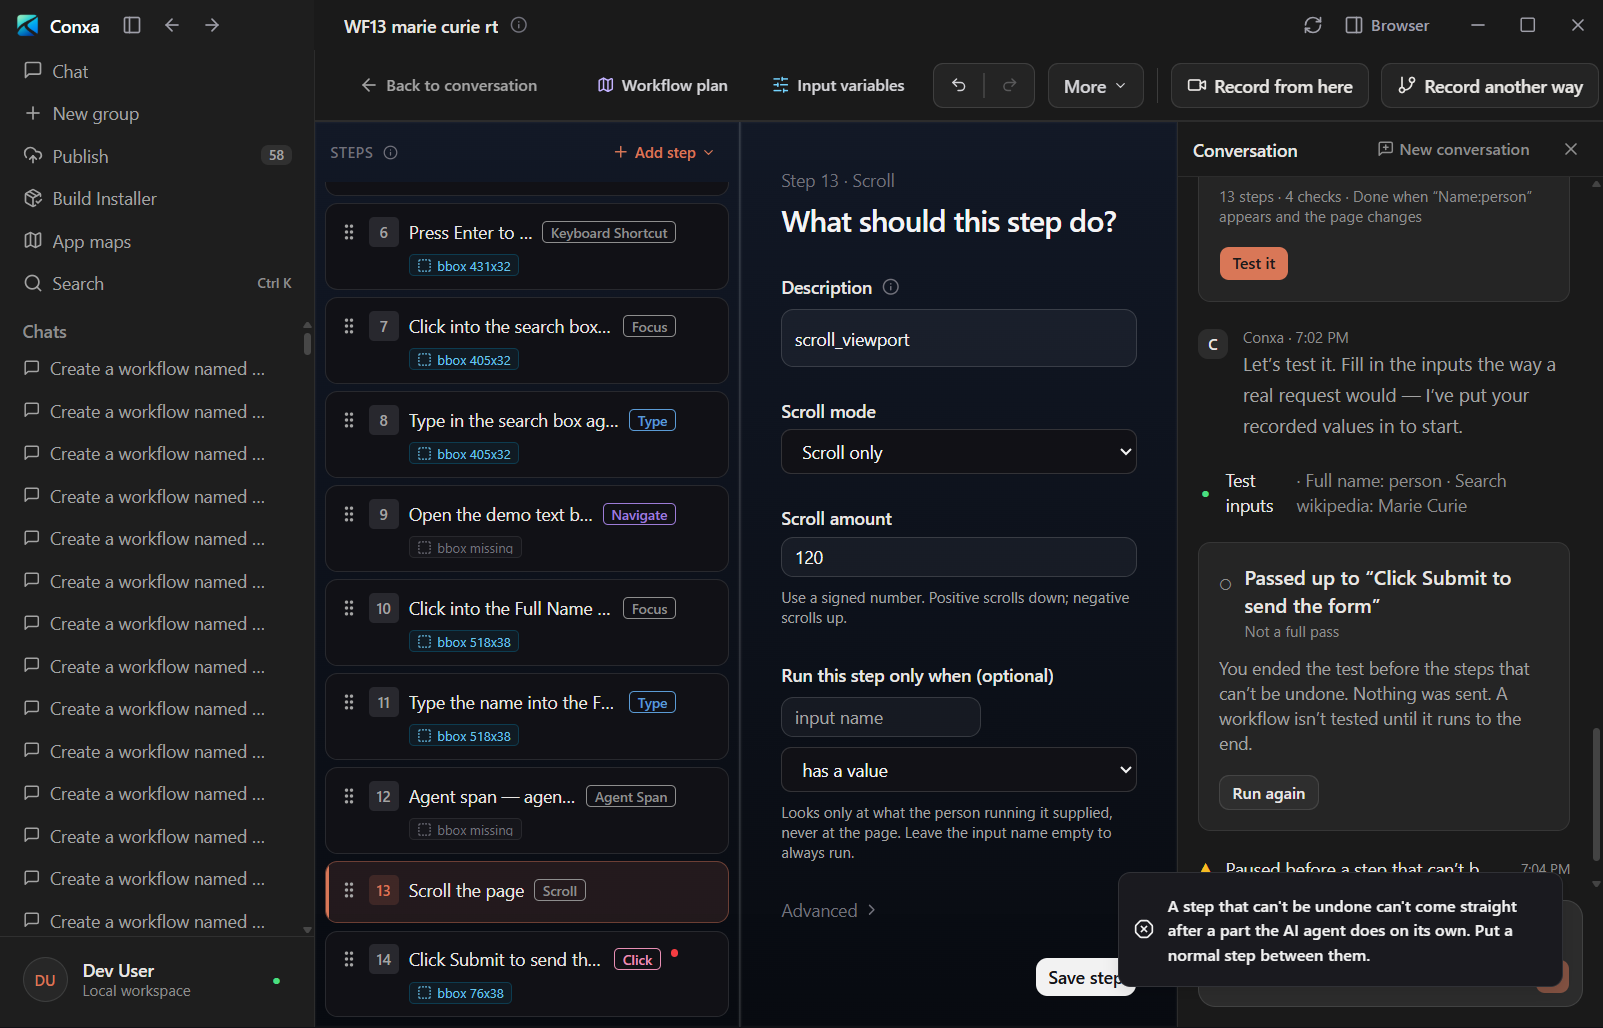 Conxa
WF13 marie curie rt
Browser
Chat
New group
Publish
58
Build Installer
App maps
Search
Ctrl K
Chats
Create a workflow named ...
Create a workflow named ...
Create a workflow named ...
Create a workflow named ...
Create a workflow named ...
Create a workflow named ...
Create a workflow named ...
Create a workflow named ...
Create a workflow named ...
Create a workflow named ...
Create a workflow named ...
Create a workflow named ...
Create a workflow named ...
Create a workflow named ...
DU
Dev User
Local workspace
Back to conversation
Workflow plan
Input variables
More
Record from here
Record another way
STEPS
Add step
6
Press Enter to ...
Keyboard Shortcut
bbox 431x32
7
Click into the search box...
Focus
bbox 405x32
8
Type in the search box ag...
Type
bbox 405x32
9
Open the demo text b...
Navigate
bbox missing
10
Click into the Full Name ...
Focus
bbox 518x38
11
Type the name into the F...
Type
bbox 518x38
12
Agent span — agen...
Agent Span
bbox missing
13
Scroll the page
Scroll
14
Click Submit to send th...
Click
bbox 76x38
Step 13 · Scroll
What should this step do?
Description
scroll_viewport
Scroll mode
Scroll only
Scroll amount
120
Use a signed number. Positive scrolls down; negative
scrolls up.
Run this step only when (optional)
input name
has a value
Looks only at what the person running it supplied,
never at the page. Leave the input name empty to
always run.
Advanced
Save step
Conversation
New conversation
13 steps · 4 checks · Done when “Name:person”
appears and the page changes
Test it
C
Conxa · 7:02 PM
Let’s test it. Fill in the inputs the way a
real request would — I’ve put your
recorded values in to start.
Test
inputs
· Full name: person · Search
wikipedia: Marie Curie
Passed up to “Click Submit to
send the form”
Not a full pass
You ended the test before the steps that
can’t be undone. Nothing was sent. A
workflow isn’t tested until it runs to the
end.
Run again
Paused before a step that can’t b...
7:04 PM
A step that can't be undone can't come straight
after a part the AI agent does on its own. Put a
normal step between them.